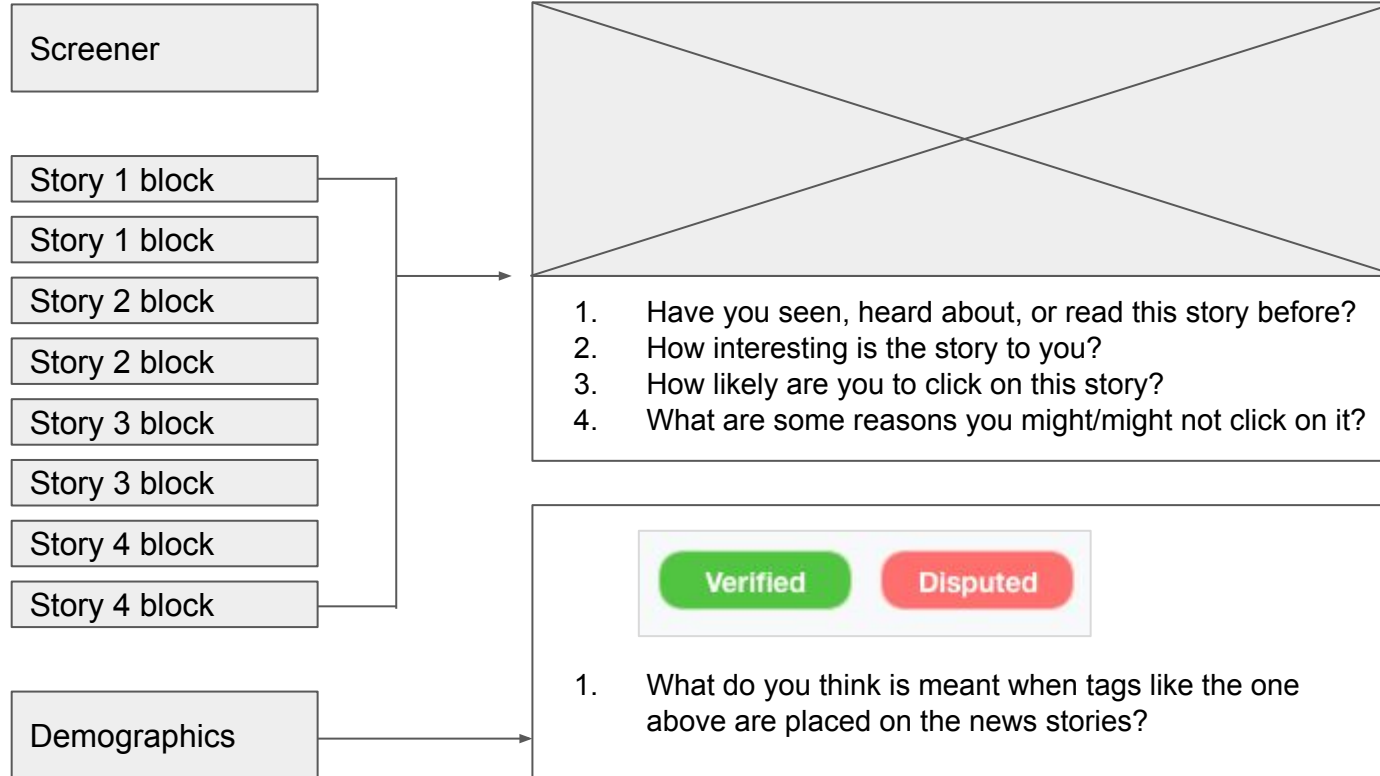 Screener
Story 1 block
Story 1 block
Story 2 block
Story 2 block
Story 3 block
Story 3 block
Story 4 block
Story 4 block
Demographics
1. Have you seen, heard about, or read this story before?
2. How interesting is the story to you?
3. How likely are you to click on this story?
4. What are some reasons you might/might not click on it?
Verified Disputed
1. What do you think is meant when tags like the one
above are placed on the news stories?